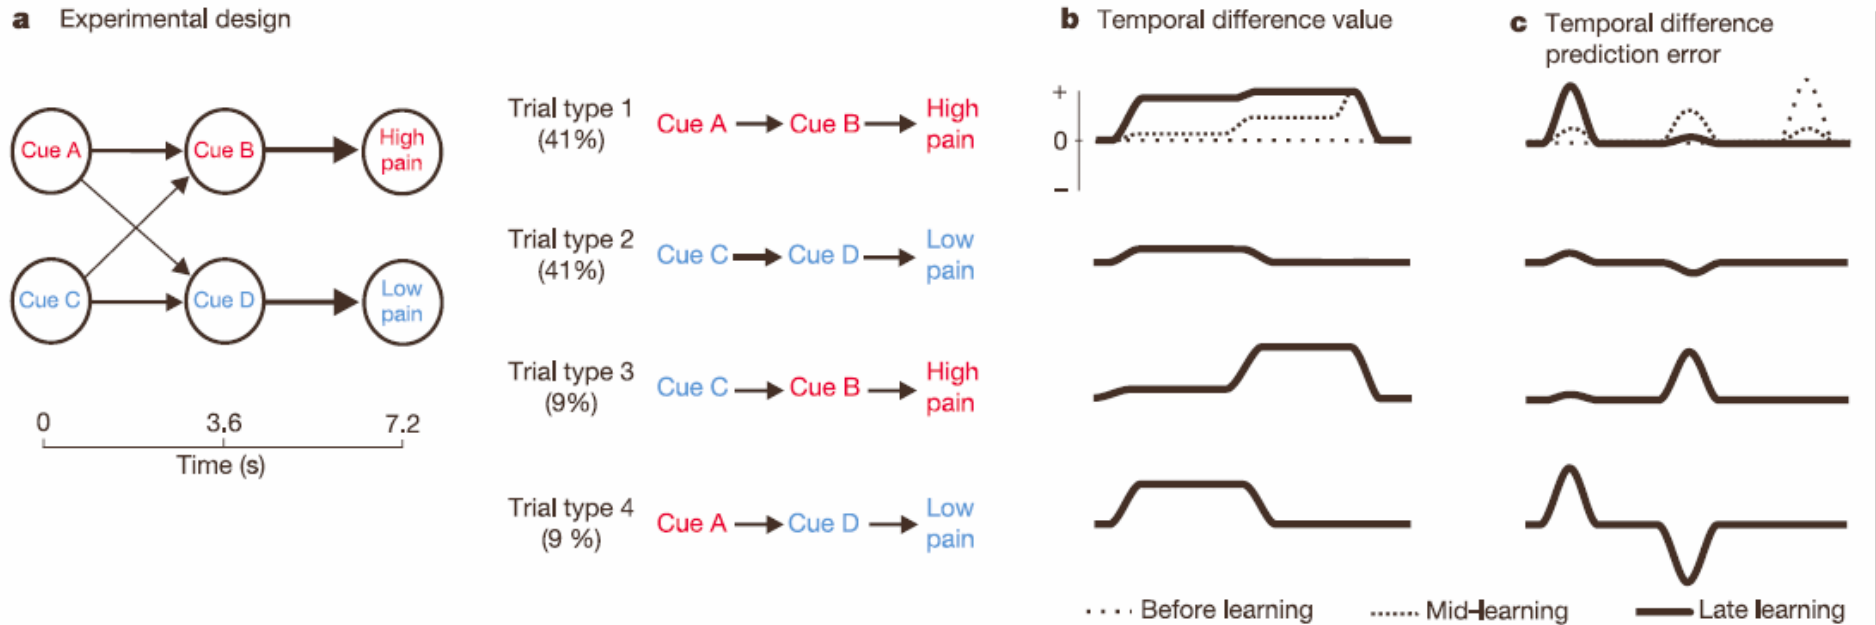 a Experimental design
Cue A
Cue B
High
pain
Cue C
Cue D
Low
pain
0 3.6 7.2
Time (s)
Trial type 1
(41%)
Cue A Cue B High
pain
Trial type 2
(41%)
Cue C Cue D Low
pain
Trial type 3
(9%)
Cue C Cue B High
pain
Trial type 4
(9 %)
Cue A Cue D Low
pain
b Temporal difference value
+
0
–
c Temporal difference
prediction error
Before learning Mid-learning Late learning